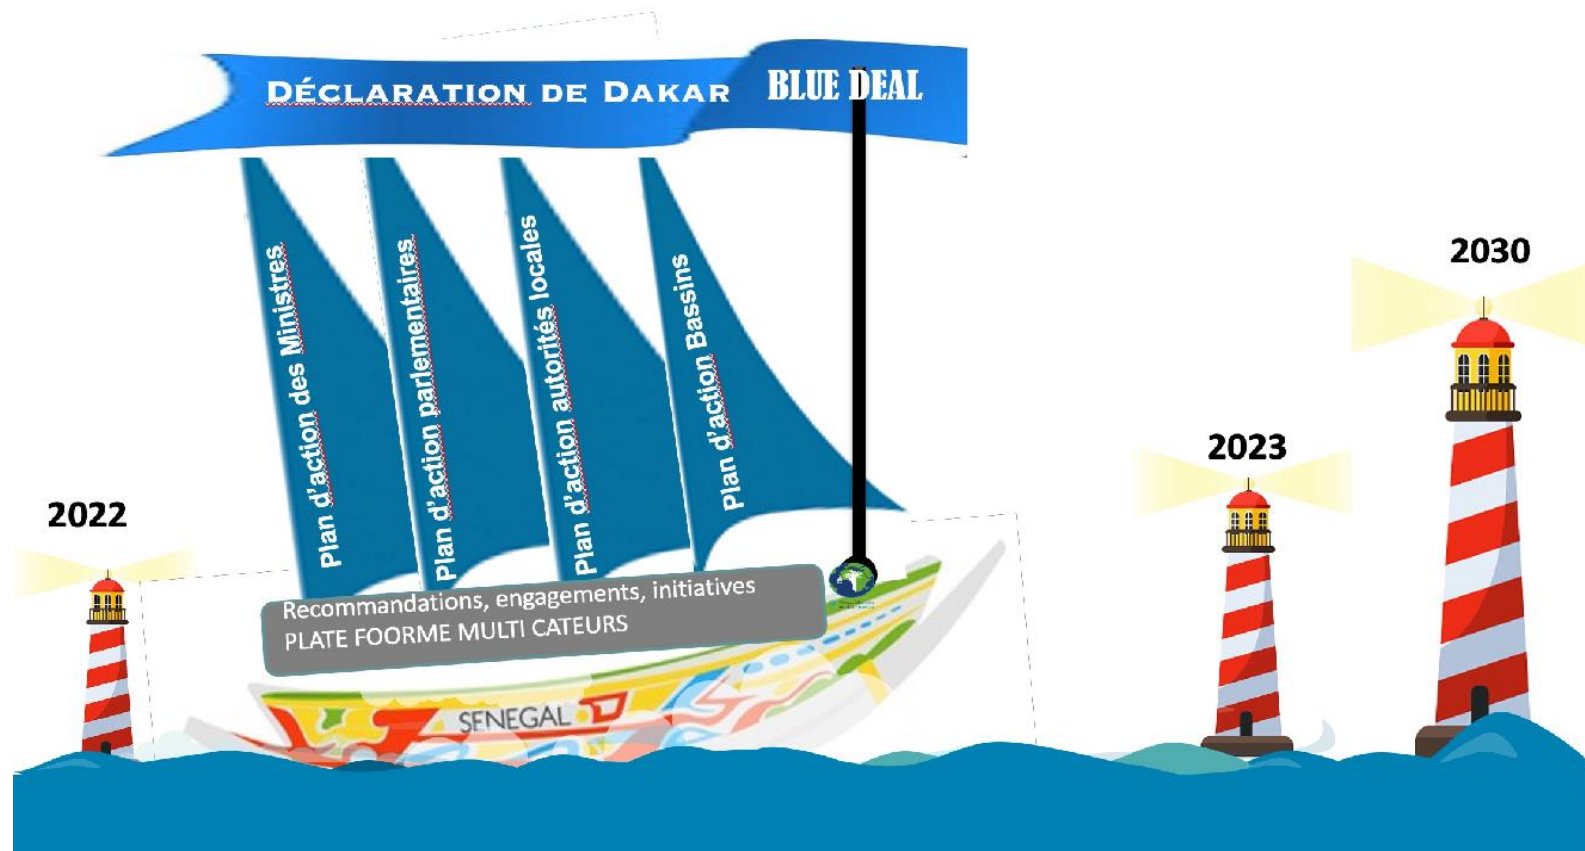 DÉCLARATION DE DAKAR BLUE DEAL
Plan d'action des Ministres
Plan d'action parlementaires
Plan d'action autorités locales
Plan d'action Bassins
2022
2023
2030
Recommandations, engagements, initiatives
PLATE FOORME MULTI CATEURS
SENEGAL